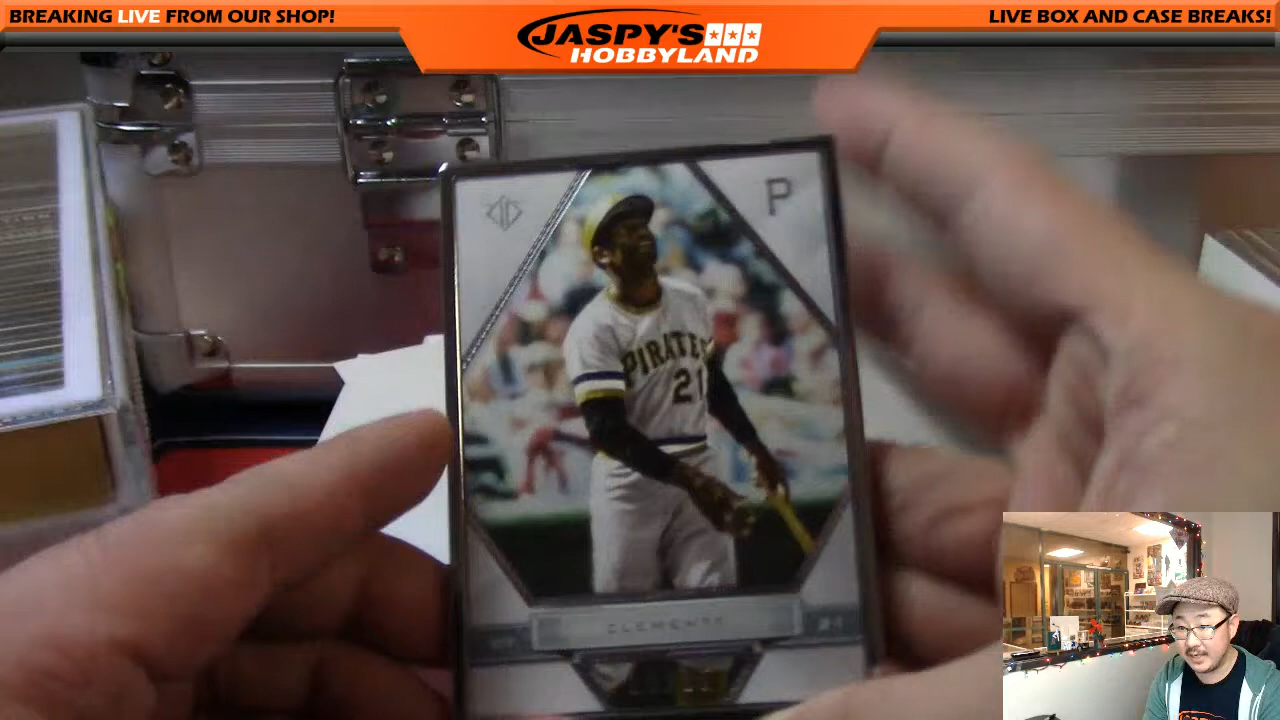 BREAKING LIVE FROM OUR SHOP!
JASPY'S
HOBBYLAND
LIVE BOX AND CASE BREAKS!
P
PIRATES
21
CLEMENTE